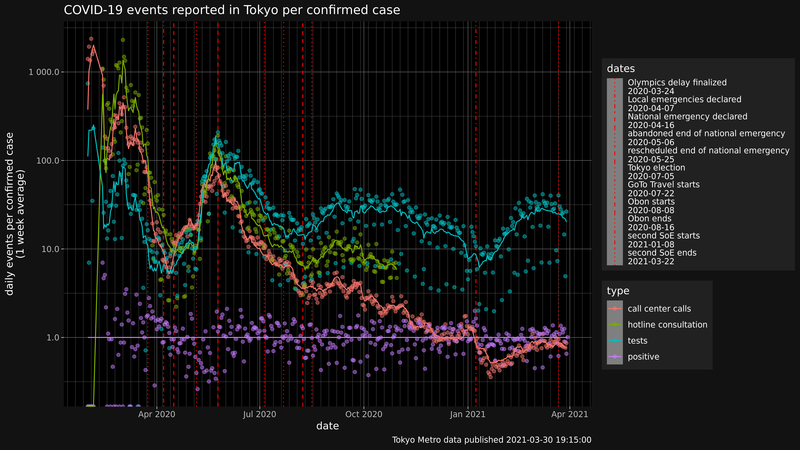 COVID-19 events reported in Tokyo per confirmed case
daily events per confirmed case
(1 week average)
1 000.0
100.0
10.0
1.0
Apr 2020
Jul 2020
Oct 2020
Jan 2021
Apr 2021
date
Tokyo Metro data published 2021-03-30 19:15:00
dates
Olympics delay finalized
2020-03-24
Local emergencies declared
2020-04-07
National emergency declared
2020-04-16
abandoned end of national emergency
2020-05-06
rescheduled end of national emergency
2020-05-25
Tokyo election
2020-07-05
GoTo Travel starts
2020-07-22
Obon starts
2020-08-08
Obon ends
2020-08-16
second SoE starts
2021-01-08
second SoE ends
2021-03-22
type
call center calls
hotline consultation
tests
positive